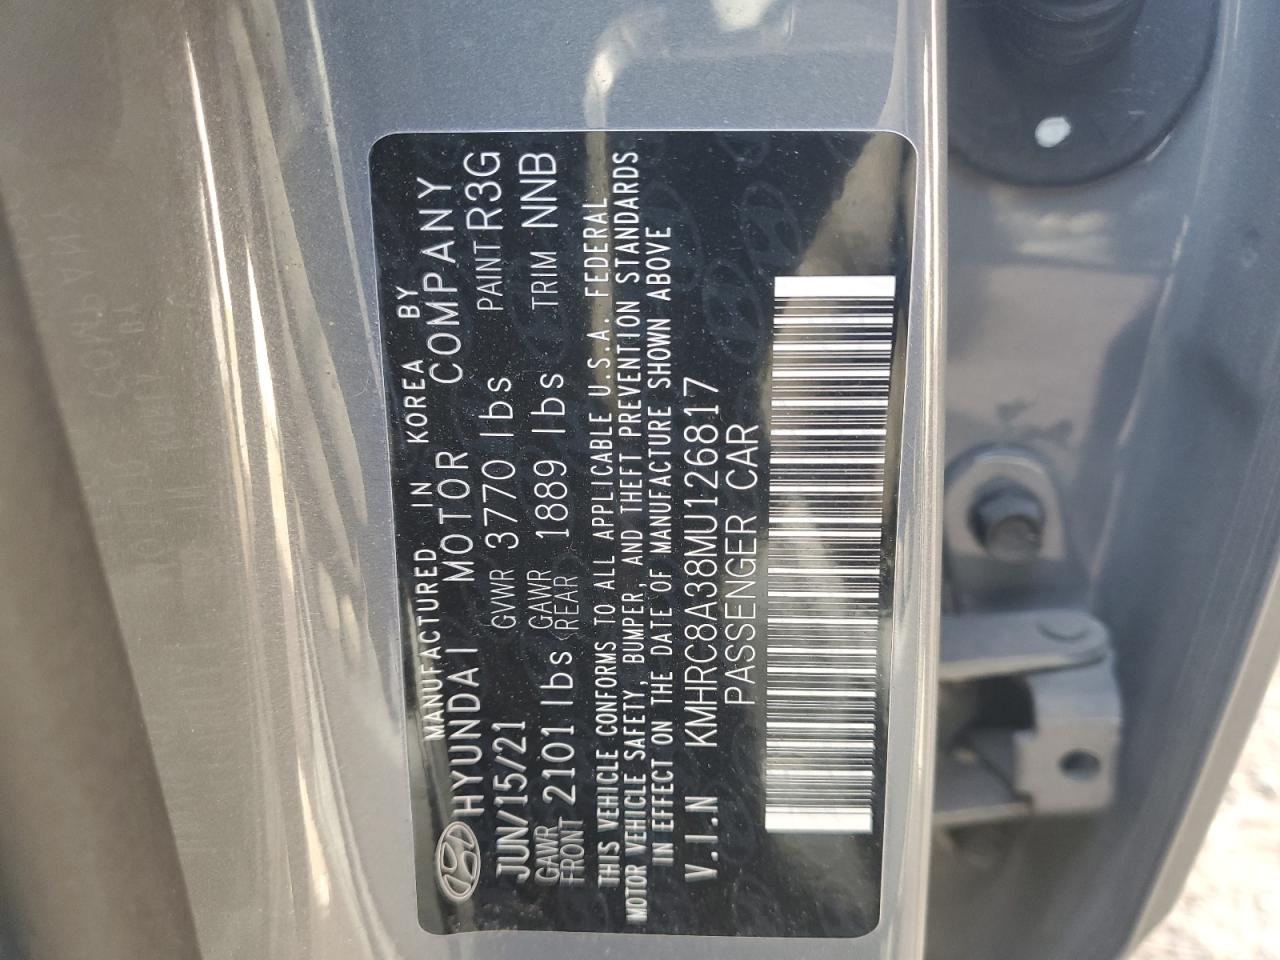 MANUFACTURED IN KOREA BY
HYUNDAI MOTOR COMPANY
JUN/15/21 GVWR 3770 lbs PAINT R3G
GAWR FRONT 2101 lbs GAWR REAR 1889 lbs TRIM NNB
THIS VEHICLE CONFORMS TO ALL APPLICABLE U.S.A. FEDERAL
MOTOR VEHICLE SAFETY, BUMPER, AND THEFT PREVENTION STANDARDS
IN EFFECT ON THE DATE OF MANUFACTURE SHOWN ABOVE
V.I.N KMHRC8A38MU126817
PASSENGER CAR